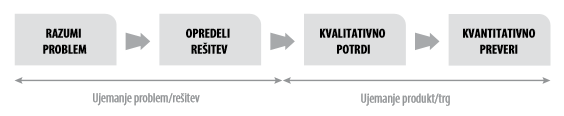 RAZUMI
PROBLEM
OPREDELI
REŠITEV
KVALITATIVNO
POTRDI
KVANTITATIVNO
PREVERI
Ujemanje problem/rešitev
Ujemanje produkt/trg